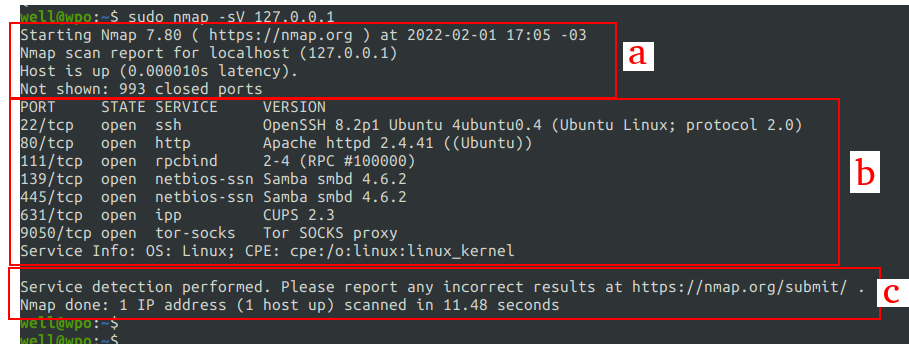 well@wpo:~$ sudo nmap -sV 127.0.0.1
Starting Nmap 7.80 ( https://nmap.org ) at 2022-02-01 17:05 -03
Nmap scan report for localhost (127.0.0.1)
Host is up (0.000010s latency).
Not shown: 993 closed ports
a
PORT     STATE SERVICE     VERSION
22/tcp   open  ssh         OpenSSH 8.2p1 Ubuntu 4ubuntu0.4 (Ubuntu Linux; protocol 2.0)
80/tcp   open  http        Apache httpd 2.4.41 ((Ubuntu))
111/tcp  open  rpcbind     2-4 (RPC #100000)
139/tcp  open  netbios-ssn Samba smbd 4.6.2
445/tcp  open  netbios-ssn Samba smbd 4.6.2
631/tcp  open  ipp         CUPS 2.3
9050/tcp open  tor-socks   Tor SOCKS proxy
Service Info: OS: Linux; CPE: cpe:/o:linux:linux_kernel
b
Service detection performed. Please report any incorrect results at https://nmap.org/submit/ .
Nmap done: 1 IP address (1 host up) scanned in 11.48 seconds
c
well@wpo:~$
well@wpo:~$